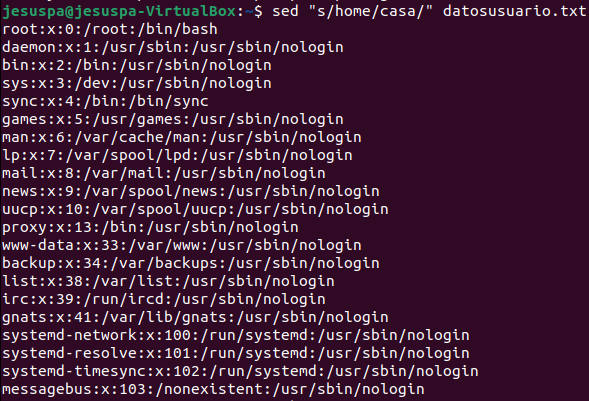 jesuspa@jesuspa-VirtualBox:~$ sed "s/home/casa/" datosusuario.txt
root:x:0:/root:/bin/bash
daemon:x:1:/usr/sbin:/usr/sbin/nologin
bin:x:2:/bin:/usr/sbin/nologin
sys:x:3:/dev:/usr/sbin/nologin
sync:x:4:/bin:/bin/sync
games:x:5:/usr/games:/usr/sbin/nologin
man:x:6:/var/cache/man:/usr/sbin/nologin
lp:x:7:/var/spool/lpd:/usr/sbin/nologin
mail:x:8:/var/mail:/usr/sbin/nologin
news:x:9:/var/spool/news:/usr/sbin/nologin
uucp:x:10:/var/spool/uucp:/usr/sbin/nologin
proxy:x:13:/bin:/usr/sbin/nologin
www-data:x:33:/var/www:/usr/sbin/nologin
backup:x:34:/var/backups:/usr/sbin/nologin
list:x:38:/var/list:/usr/sbin/nologin
irc:x:39:/run/ircd:/usr/sbin/nologin
gnats:x:41:/var/lib/gnats:/usr/sbin/nologin
systemd-network:x:100:/run/systemd:/usr/sbin/nologin
systemd-resolve:x:101:/run/systemd:/usr/sbin/nologin
systemd-timesync:x:102:/run/systemd:/usr/sbin/nologin
messagebus:x:103:/nonexistent:/usr/sbin/nologin